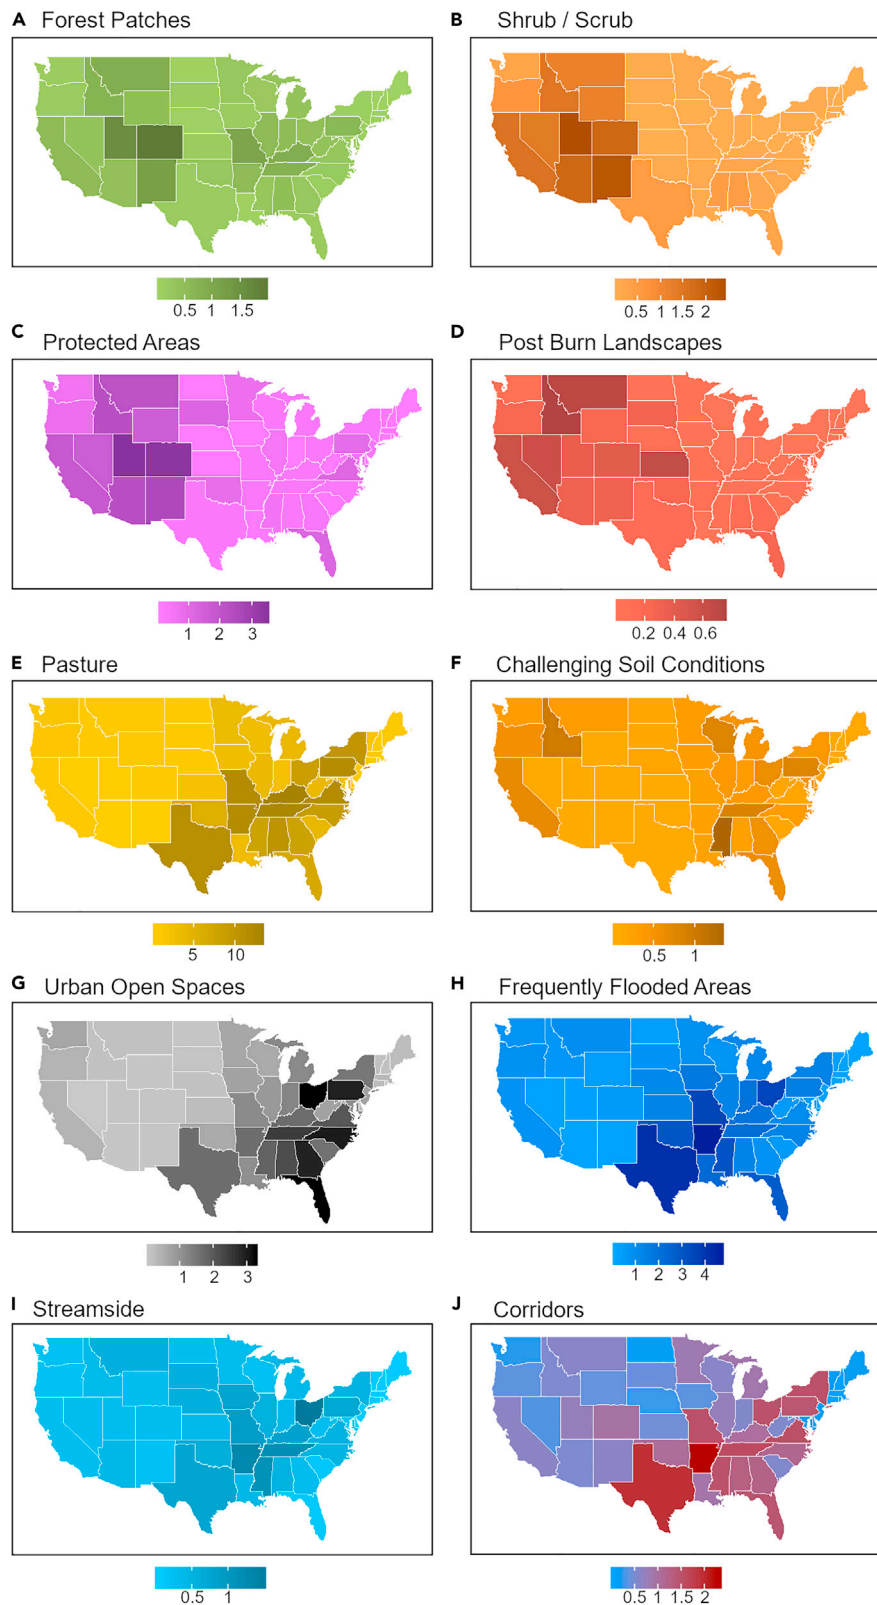 A Forest Patches
B Shrub / Scrub
0.5 1 1.5
0.5 1 1.5 2
C Protected Areas
D Post Burn Landscapes
1 2 3
0.2 0.4 0.6
E Pasture
F Challenging Soil Conditions
5 10
0.5 1
G Urban Open Spaces
H Frequently Flooded Areas
1 2 3
1 2 3 4
I Streamside
J Corridors
0.5 1
0.5 1 1.5 2